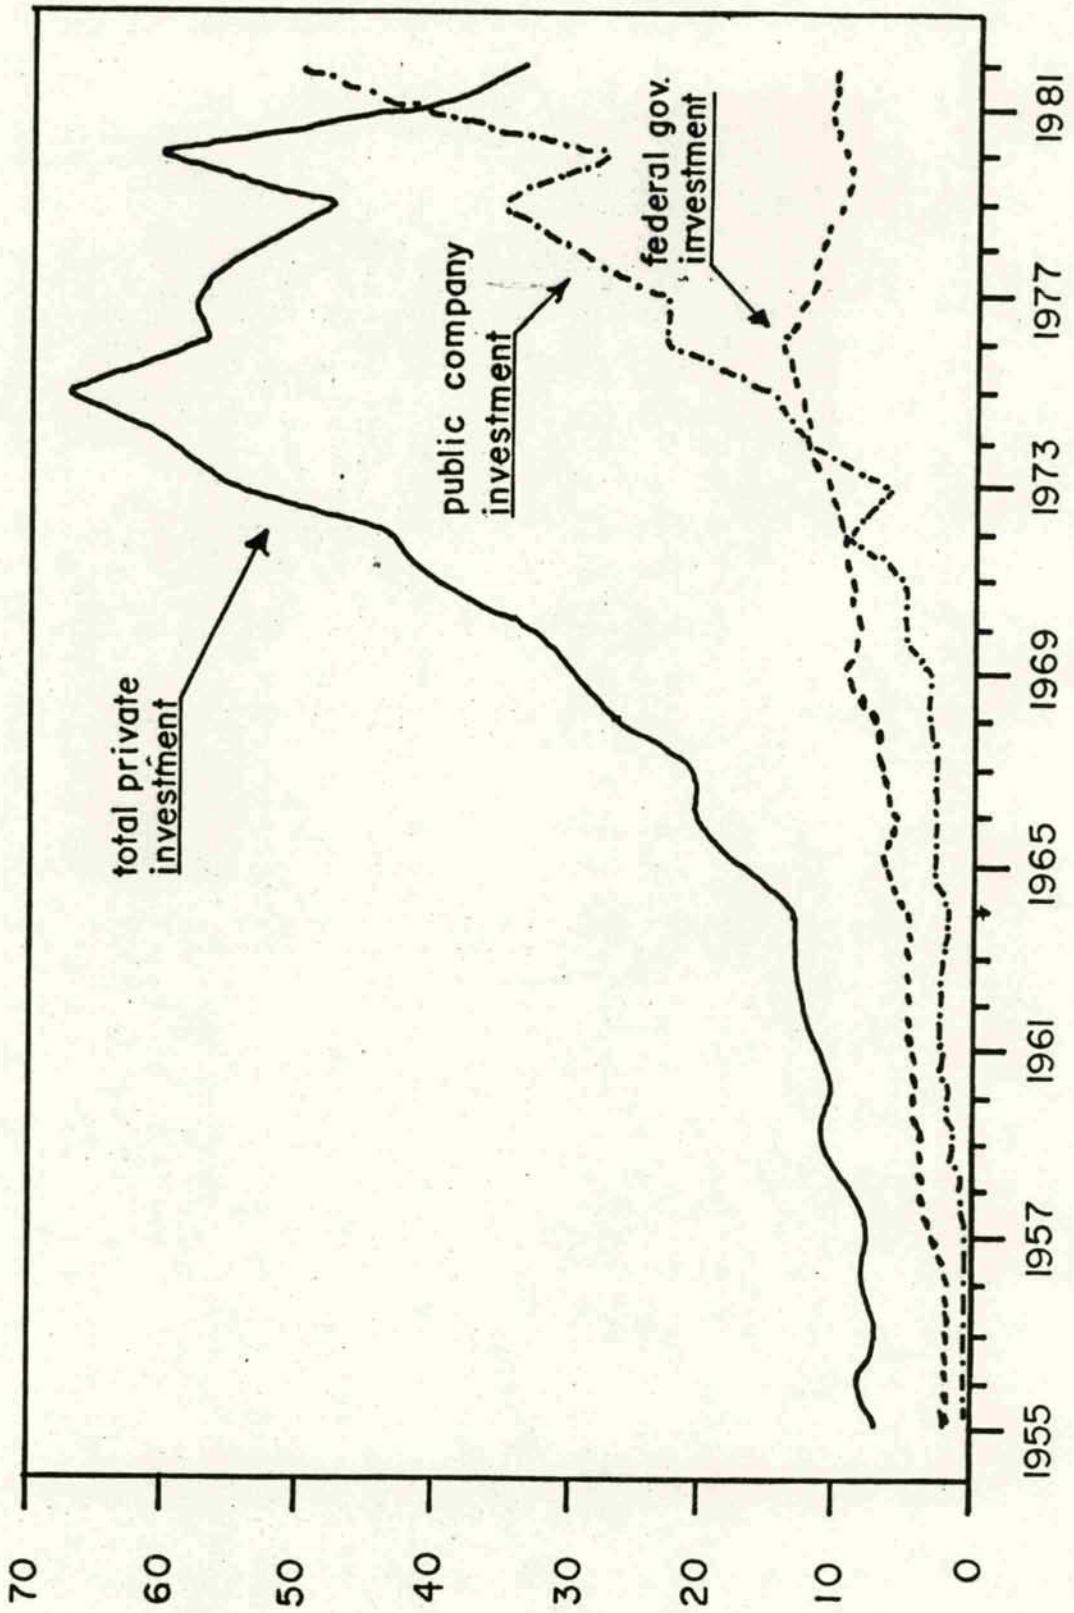 70
60
50
40
30
20
10
0
total private
investment
public company
investment
federal gov.
investment
1955 1957 1961 1965 1969 1973 1977 1981